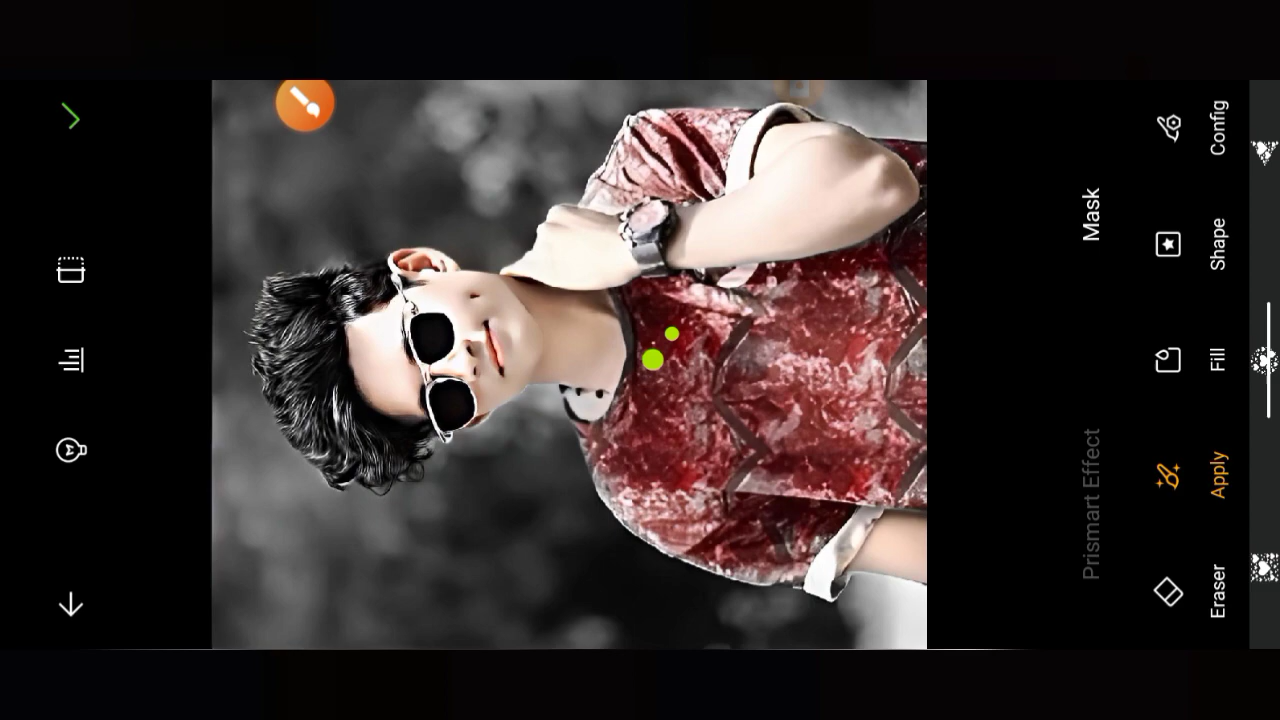 Prismart Effect
Mask
Eraser
Apply
Fill
Shape
Config